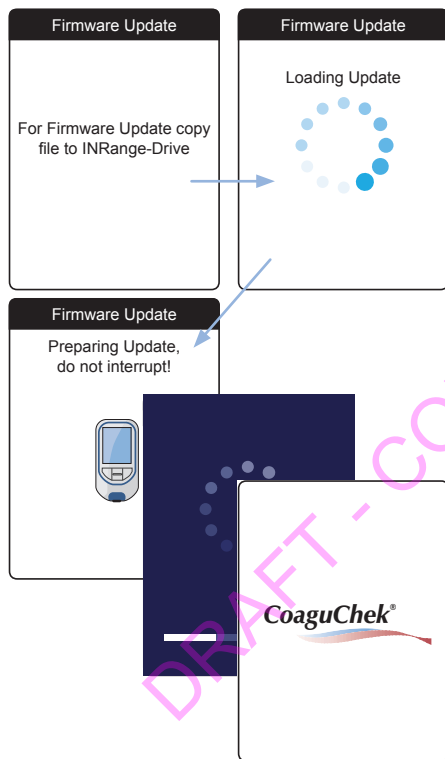 Firmware Update
For Firmware Update copy
file to INRange-Drive
Firmware Update
Loading Update
Firmware Update
Preparing Update,
do not interrupt!
CoaguChek®
DRAFT - CO